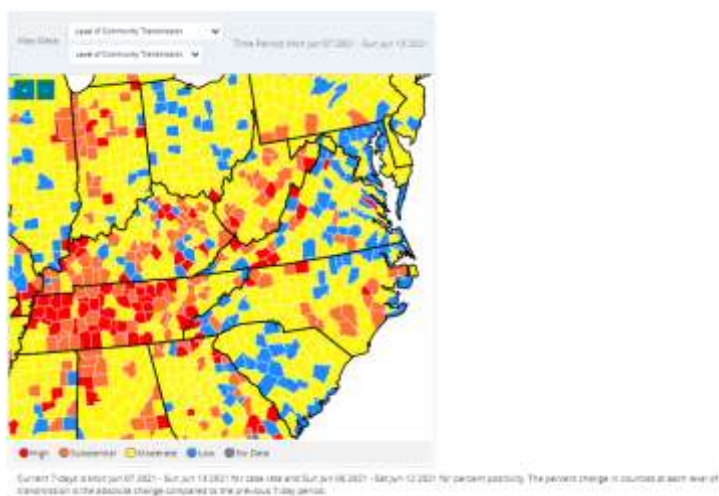 Map Data: Level of Community Transmission Time Period: Mon Jun 07 2021 - Sun Jun 13 2021
Level of Community Transmission
High Substantial Moderate Low No Data
Current 7-days is Mon Jun 07 2021 - Sun Jun 13 2021 for case rate and Sun Jun 06 2021 - Sat Jun 12 2021 for percent positivity. The percent change in counties at each level of
transmission is the absolute change compared to the previous 7-day period.